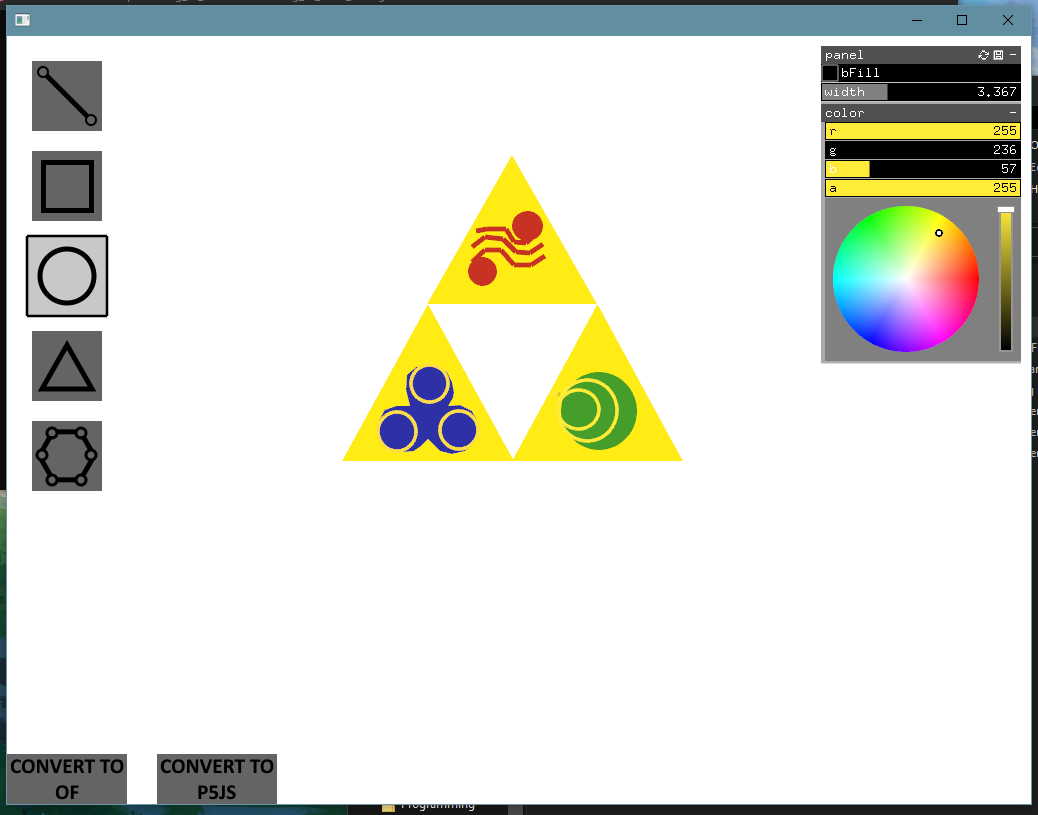 panel
bFill
width 3.367
color
r 255
g 236
b 57
a 255
CONVERT TO
OF
CONVERT TO
P5JS
Programming